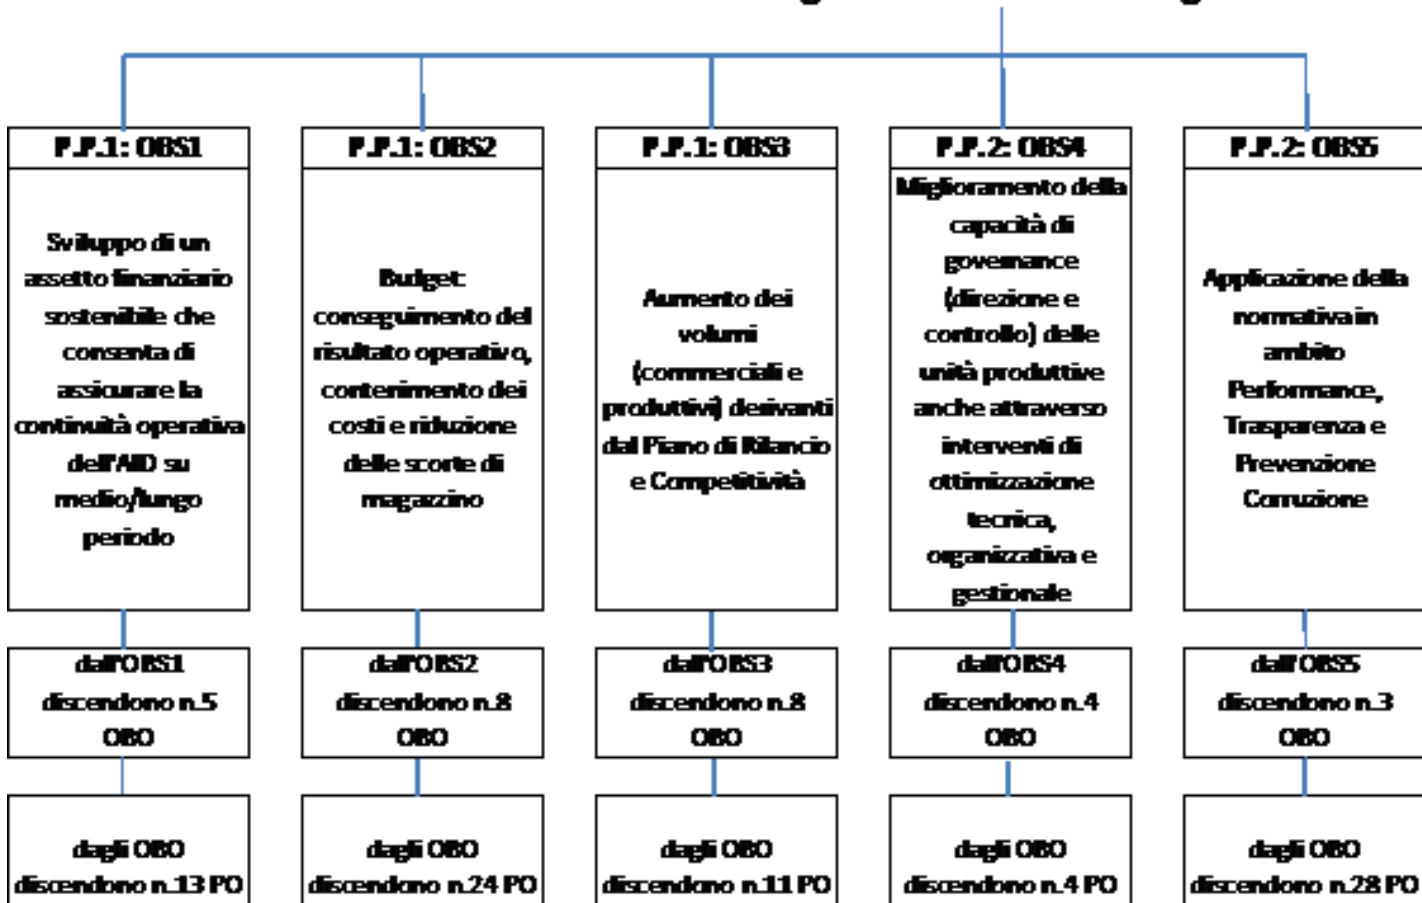 P.P.1: OBS1
Sviluppo di un
assetto finanziario
sostenibile che
consenta di
assicurare la
continuità operativa
dell'AID su
medio/lungo
periodo
dall'OBS1
discendono n.5
OBO
dagli OBO
discendono n.13 PO
P.P.1: OBS2
Budget:
conseguimento del
risultato operativo,
contenimento dei
costi e riduzione
delle scorte di
magazzino
dall'OBS2
discendono n.8
OBO
dagli OBO
discendono n.24 PO
P.P.1: OBS3
Aumento dei
volumi
(commerciali e
produttivi) derivanti
dal Piano di Rilancio
e Competitività
dall'OBS3
discendono n.8
OBO
dagli OBO
discendono n.11 PO
P.P.2: OBS4
Miglioramento della
capacità di
governance
(direzione e
controllo) delle
unità produttive
anche attraverso
interventi di
ottimizzazione
tecnica,
organizzativa e
gestionale
dall'OBS4
discendono n.4
OBO
dagli OBO
discendono n.4 PO
P.P.2: OBS5
Applicazione della
normativa in
ambito
Performance,
Trasparenza e
Prevenzione
Corruzione
dall'OBS5
discendono n.3
OBO
dagli OBO
discendono n.28 PO